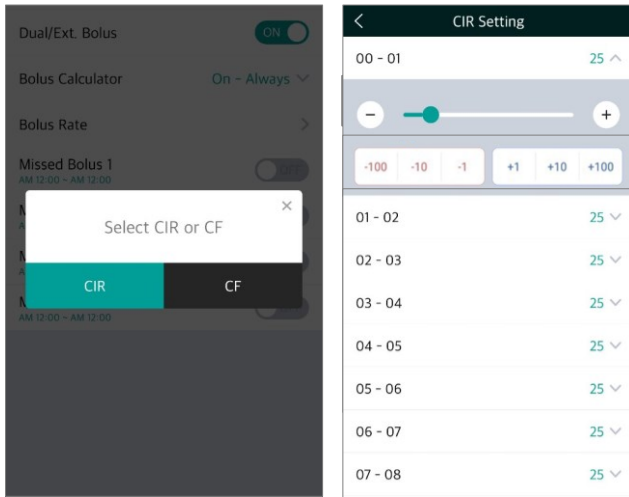 Dual/Ext. Bolus ON
Bolus Calculator On - Always
Bolus Rate
Missed Bolus 1 OFF
AM 12:00 ~ AM 12:00
Select CIR or CF
CIR CF
AM 12:00 ~ AM 12:00
CIR Setting
00 - 01 25
-100 -10 -1 +1 +10 +100
01 - 02 25
02 - 03 25
03 - 04 25
04 - 05 25
05 - 06 25
06 - 07 25
07 - 08 25